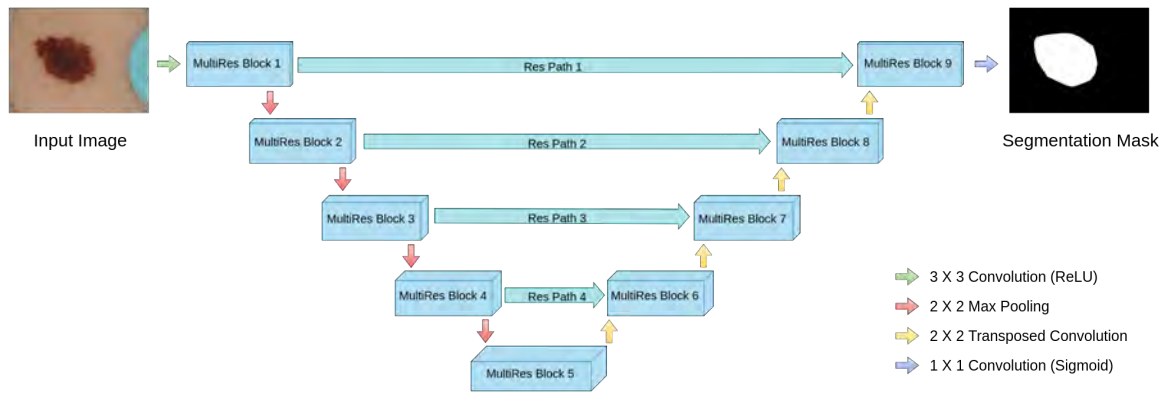 MultiRes Block 1
Res Path 1
MultiRes Block 9
Input Image
Segmentation Mask
MultiRes Block 2
Res Path 2
MultiRes Block 8
MultiRes Block 3
Res Path 3
MultiRes Block 7
MultiRes Block 4
Res Path 4
MultiRes Block 6
MultiRes Block 5
3 X 3 Convolution (ReLU)
2 X 2 Max Pooling
2 X 2 Transposed Convolution
1 X 1 Convolution (Sigmoid)